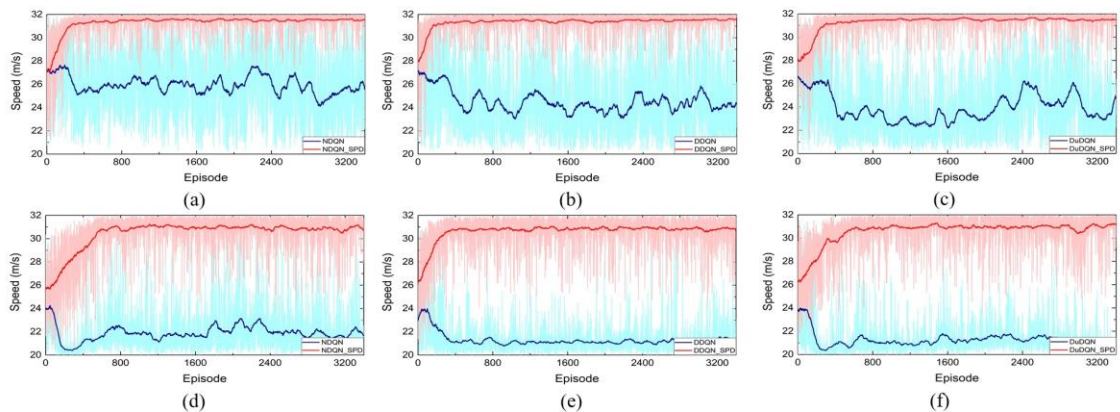 32
30
28
26
24
22
20
Speed (m/s)
NDQN
NDQN_SPD
0 800 1600 2400 3200
Episode
(a)
32
30
28
26
24
22
20
Speed (m/s)
DDQN
DDQN_SPD
0 800 1600 2400 3200
Episode
(b)
32
30
28
26
24
22
20
Speed (m/s)
DuDQN
DuDQN_SPD
0 800 1600 2400 3200
Episode
(c)
32
30
28
26
24
22
20
Speed (m/s)
NDQN
NDQN_SPD
0 800 1600 2400 3200
Episode
(d)
32
30
28
26
24
22
20
Speed (m/s)
DDQN
DDQN_SPD
0 800 1600 2400 3200
Episode
(e)
32
30
28
26
24
22
20
Speed (m/s)
DuDQN
DuDQN_SPD
0 800 1600 2400 3200
Episode
(f)